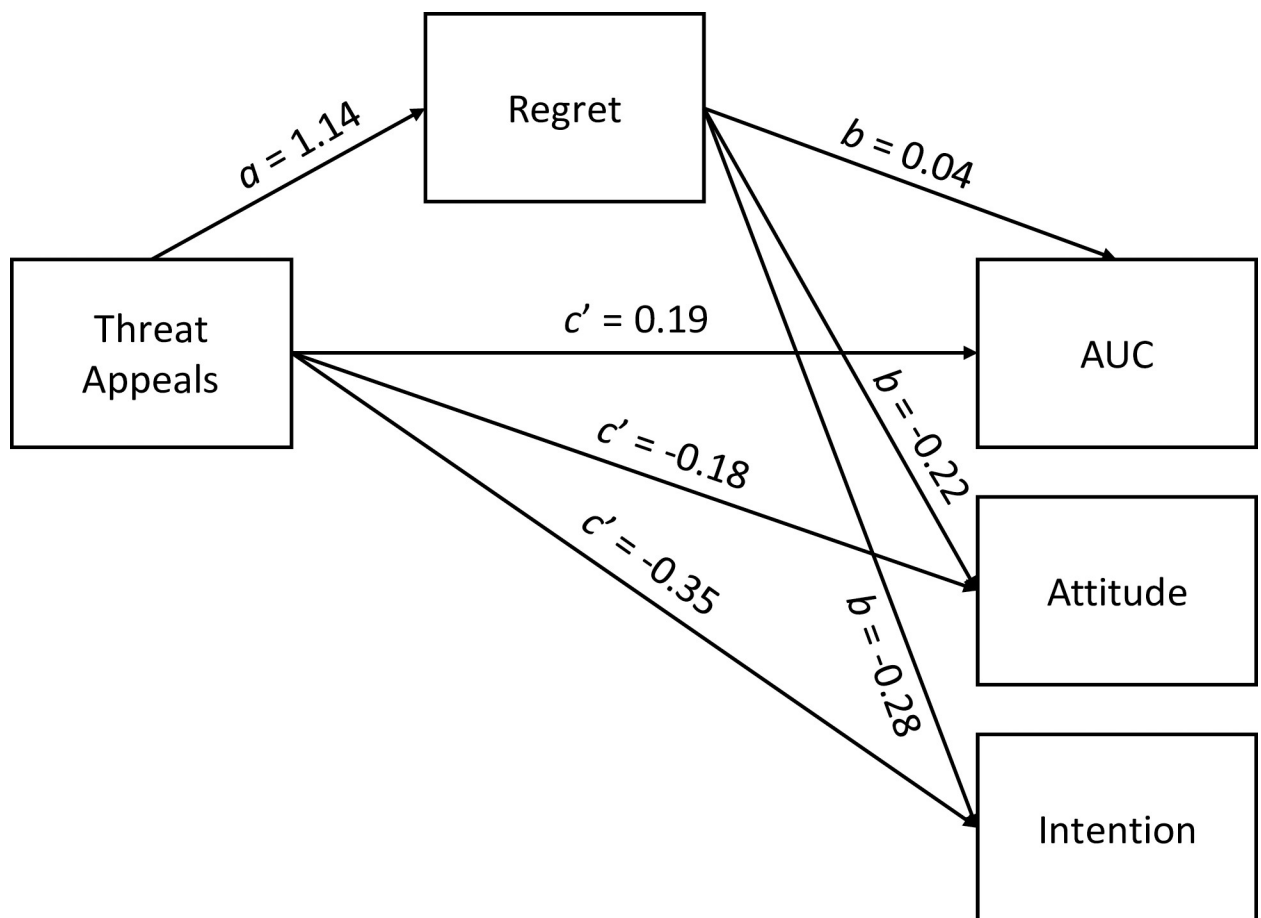 Regret
a = 1.14
b = 0.04
Threat
Appeals
c’ = 0.19
AUC
b = -0.22
c’ = -0.18
c’ = -0.35
Attitude
b = -0.28
Intention